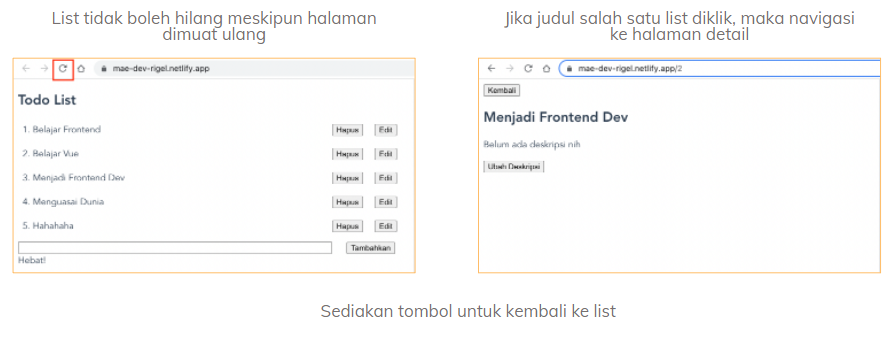 List tidak boleh hilang meskipun halaman
dimuat ulang
mae-dev-rigel.netlify.app
Todo List
1. Belajar Frontend Hapus Edit
2. Belajar Vue Hapus Edit
3. Menjadi Frontend Dev Hapus Edit
4. Menguasai Dunia Hapus Edit
5. Hahahaha Hapus Edit
Tambahkan
Hebat!
Jika judul salah satu list diklik, maka navigasi
ke halaman detail
mae-dev-rigel.netlify.app/2
Kembali
Menjadi Frontend Dev
Belum ada deskripsi nih
Ubah Deskripsi
Sediakan tombol untuk kembali ke list